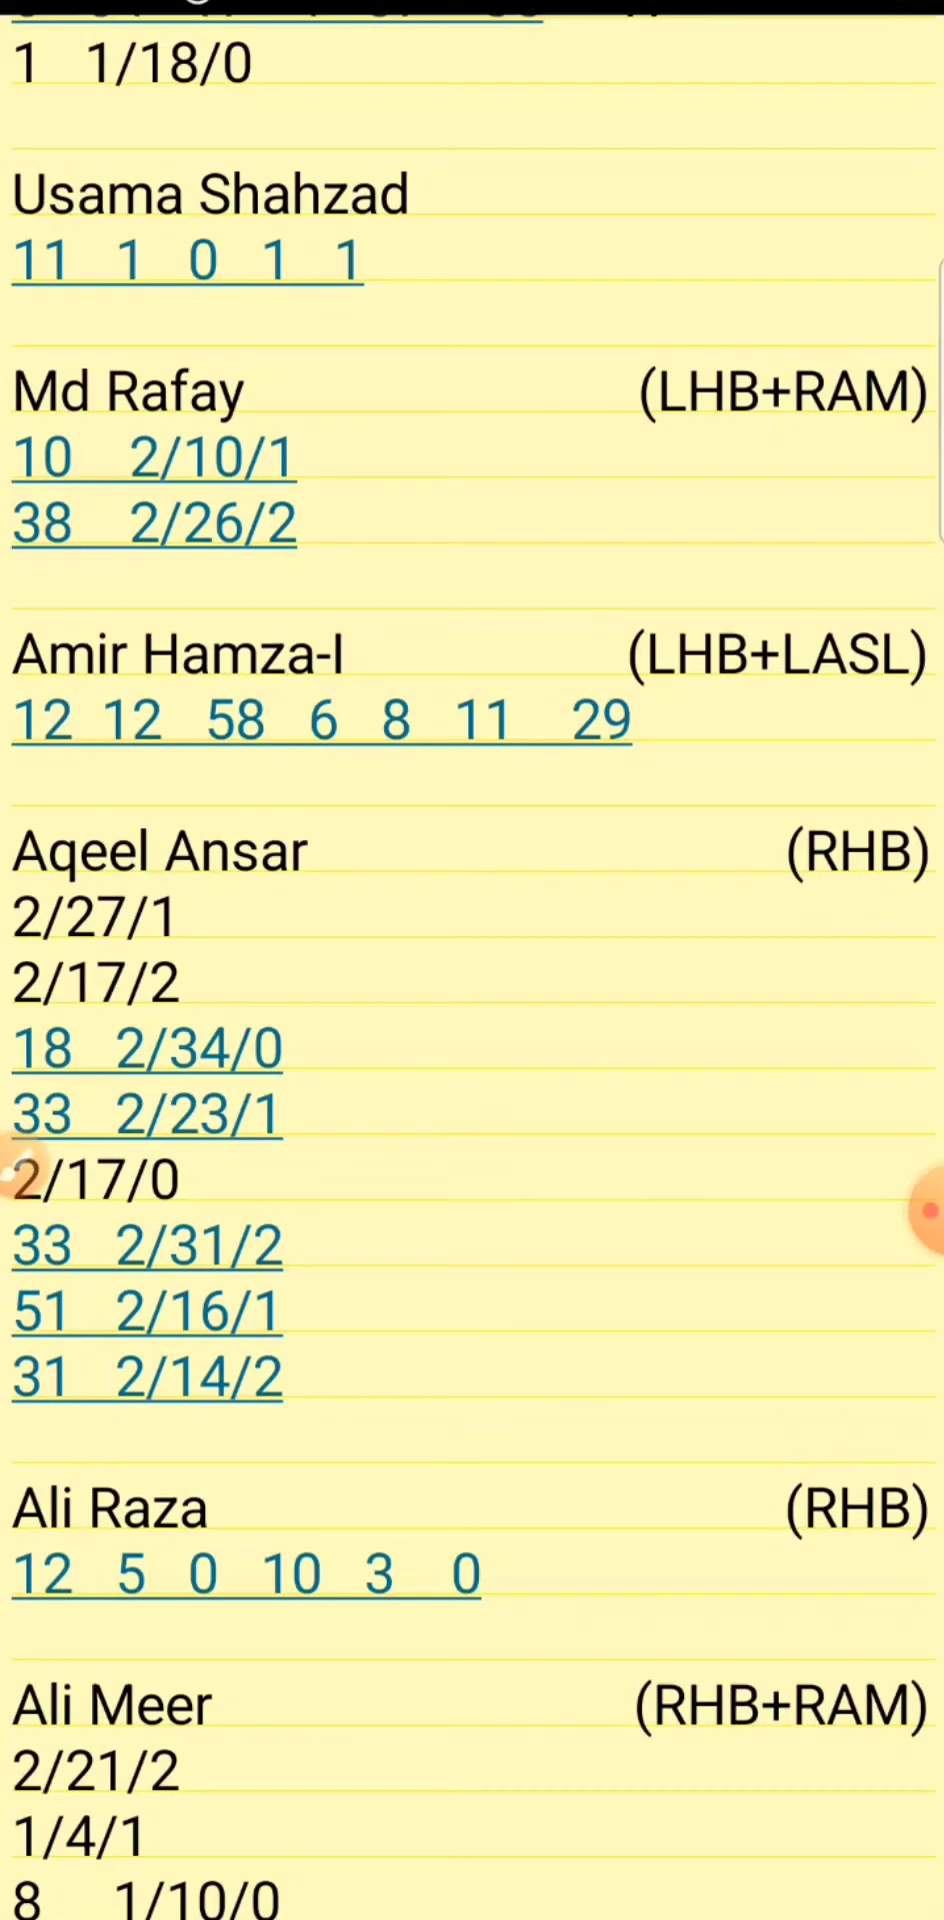 1 1/18/0
Usama Shahzad
11 1 0 1 1
Md Rafay (LHB+RAM)
10 2/10/1
38 2/26/2
Amir Hamza-I (LHB+LASL)
12 12 58 6 8 11 29
Aqeel Ansar (RHB)
2/27/1
2/17/2
18 2/34/0
33 2/23/1
2/17/0
33 2/31/2
51 2/16/1
31 2/14/2
Ali Raza (RHB)
12 5 0 10 3 0
Ali Meer (RHB+RAM)
2/21/2
1/4/1
8 1/10/0